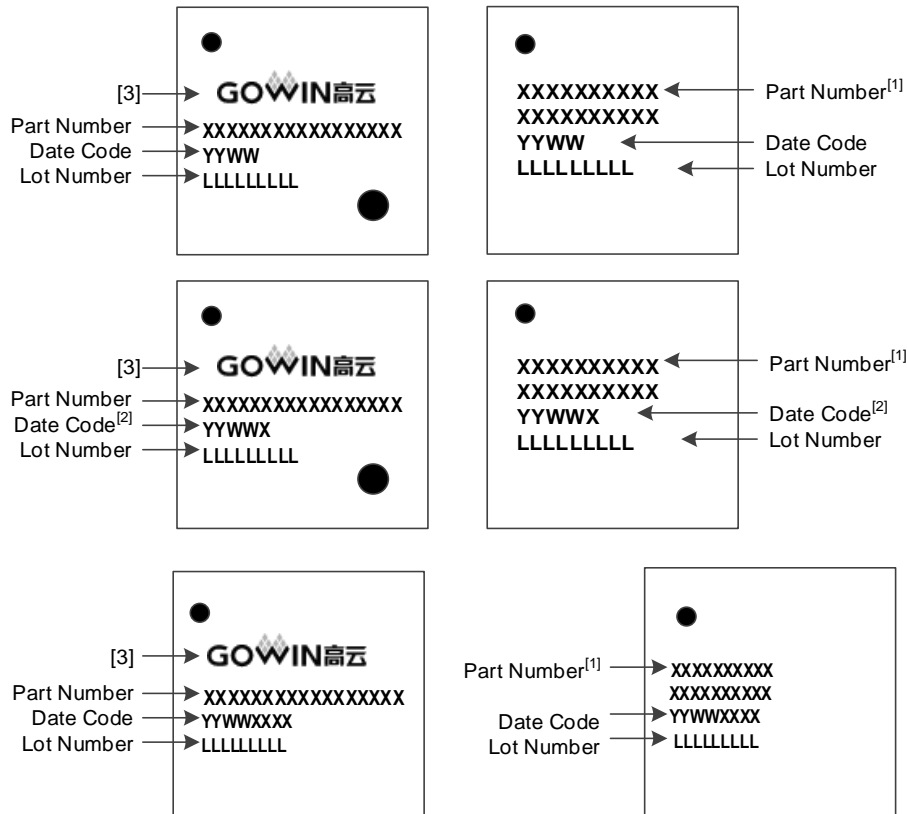 [3] GOWIN高云
Part Number XXXXXXXXXXXXXXXXX
Date Code YYWW
Lot Number LLLLLLLLL
XXXXXXXXXX Part Number[1]
XXXXXXXXXX
YYWW Date Code
LLLLLLLLL Lot Number
[3] GOWIN高云
Part Number XXXXXXXXXXXXXXXXX
Date Code[2] YYWWX
Lot Number LLLLLLLLL
XXXXXXXXXX Part Number[1]
XXXXXXXXXX
YYWWX Date Code[2]
LLLLLLLLL Lot Number
[3] GOWIN高云
Part Number XXXXXXXXXXXXXXXXX
Date Code YYWWXXXX
Lot Number LLLLLLLLL
Part Number[1] XXXXXXXXXX
XXXXXXXXXX
Date Code YYWWXXXX
Lot Number LLLLLLLLL